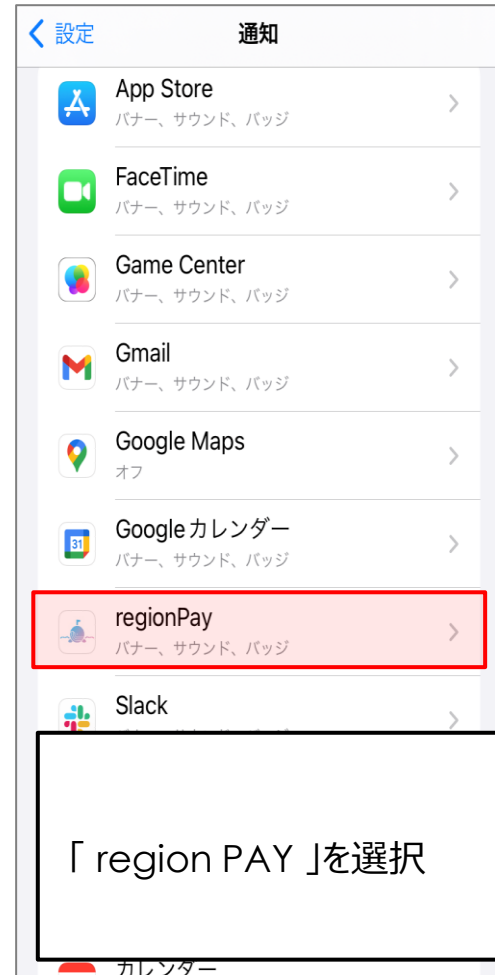 設定
通知
App Store
バナー、サウンド、バッジ
FaceTime
バナー、サウンド、バッジ
Game Center
バナー、サウンド、バッジ
Gmail
バナー、サウンド、バッジ
Google Maps
オフ
31
Googleカレンダー
バナー、サウンド、バッジ
regionPay
バナー、サウンド、バッジ
Slack
「 region PAY 」を選択
カレンダー